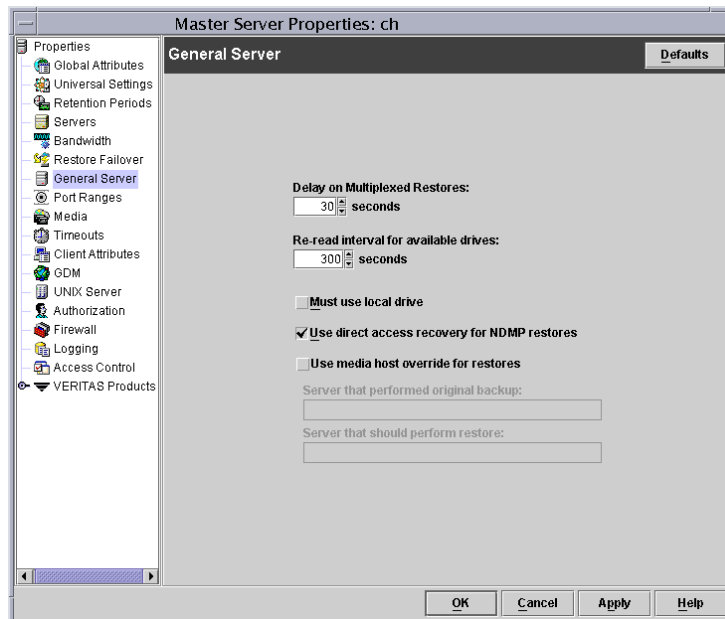 Master Server Properties: ch
Properties
Global Attributes
Universal Settings
Retention Periods
Servers
Bandwidth
Restore Failover
General Server
Port Ranges
Media
Timeouts
Client Attributes
GDM
UNIX Server
Authorization
Firewall
Logging
Access Control
VERITAS Products
General Server
Defaults
Delay on Multiplexed Restores:
30 seconds
Re-read interval for available drives:
300 seconds
Must use local drive
Use direct access recovery for NDMP restores
Use media host override for restores
Server that performed original backup:
Server that should perform restore:
OK Cancel Apply Help